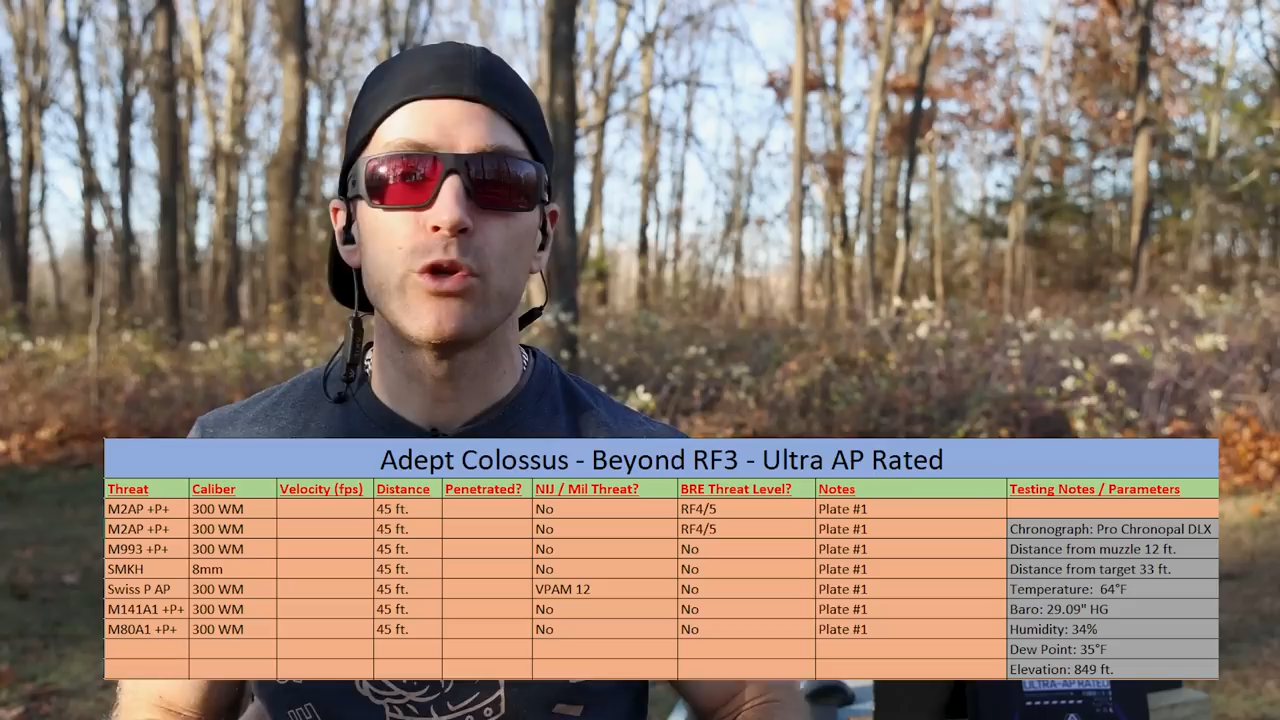 Adept Colossus - Beyond RF3 - Ultra AP Rated
Threat Caliber Velocity (fps) Distance Penetrated? NIJ / Mil Threat? BRE Threat Level? Notes Testing Notes / Parameters
M2AP +P+ 300 WM 45 ft. No RF4/5 Plate #1
M2AP +P+ 300 WM 45 ft. No RF4/5 Plate #1 Chronograph: Pro Chronopal DLX
M993 +P+ 300 WM 45 ft. No No Plate #1 Distance from muzzle 12 ft.
SMKH 8mm 45 ft. No No Plate #1 Distance from target 33 ft.
Swiss P AP 300 WM 45 ft. VPAM 12 No Plate #1 Temperature: 64°F
M141A1 +P+ 300 WM 45 ft. No No Plate #1 Baro: 29.09" HG
M80A1 +P+ 300 WM 45 ft. No No Plate #1 Humidity: 34%
Dew Point: 35°F
Elevation: 849 ft.
ULTRA-AP RATED